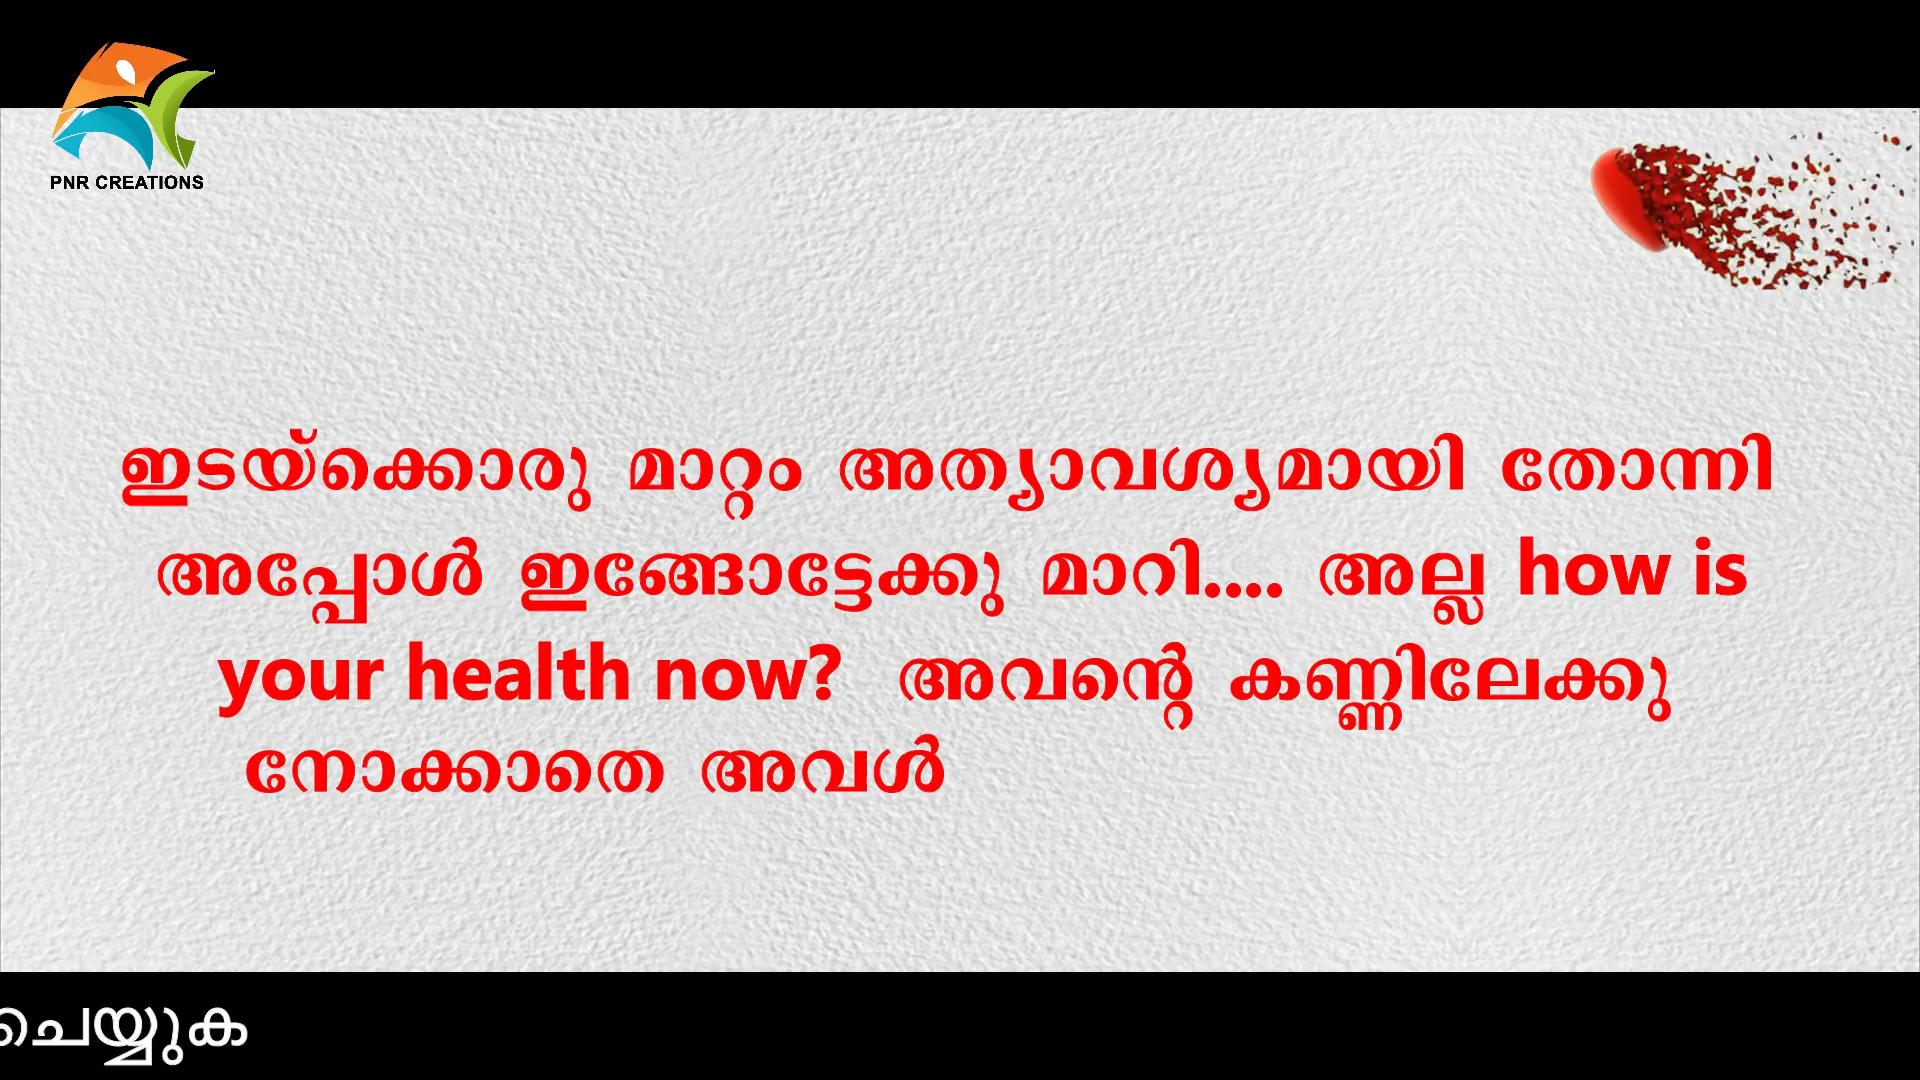 PNR CREATIONS
ഇടയ്ക്കൊരു മാറ്റം അത്യാവശ്യമായി തോന്നി
അപ്പോൾ ഇങ്ങോട്ടേക്കു മാറി.... അല്ല how is
your health now? അവന്റെ കണ്ണിലേക്കു
നോക്കാതെ അവൾ
ചെയ്യുക